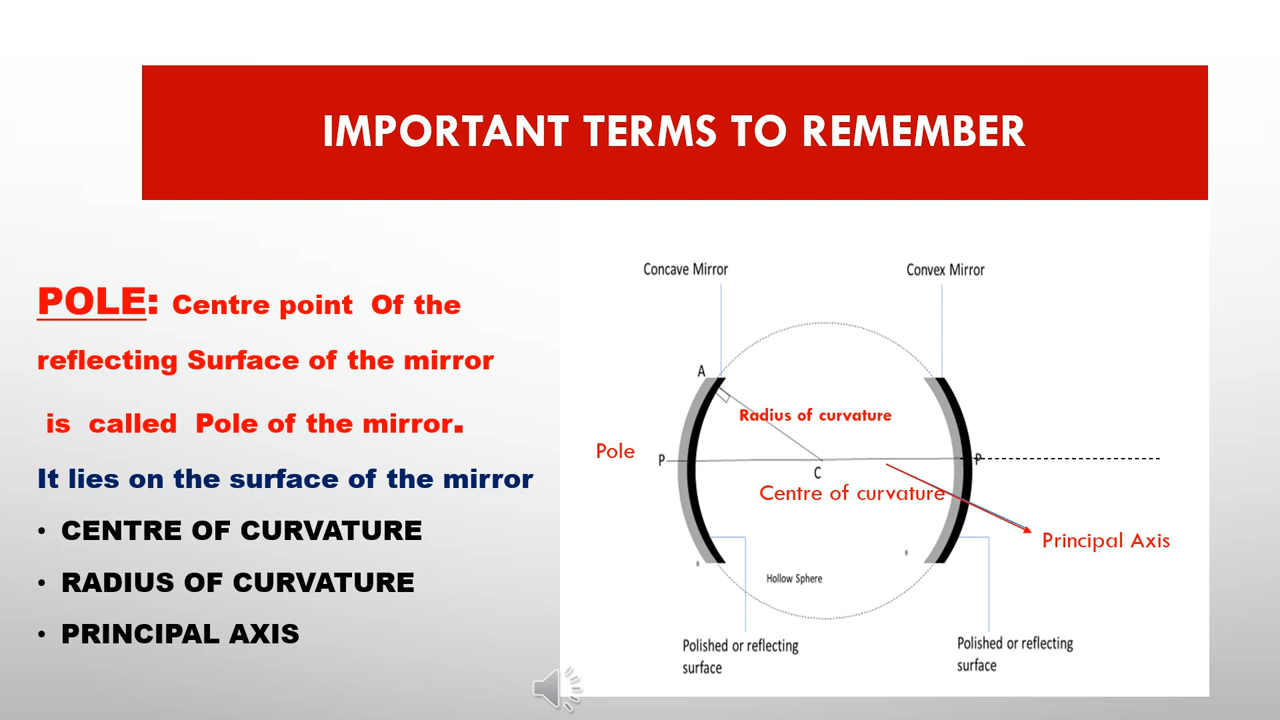 IMPORTANT TERMS TO REMEMBER
POLE: Centre point Of the
reflecting Surface of the mirror
is called Pole of the mirror.
It lies on the surface of the mirror
• CENTRE OF CURVATURE
• RADIUS OF CURVATURE
• PRINCIPAL AXIS
Concave Mirror
Convex Mirror
A
Radius of curvature
Pole
P
C
P
Centre of curvature
Principal Axis
Hollow Sphere
Polished or reflecting
surface
Polished or reflecting
surface